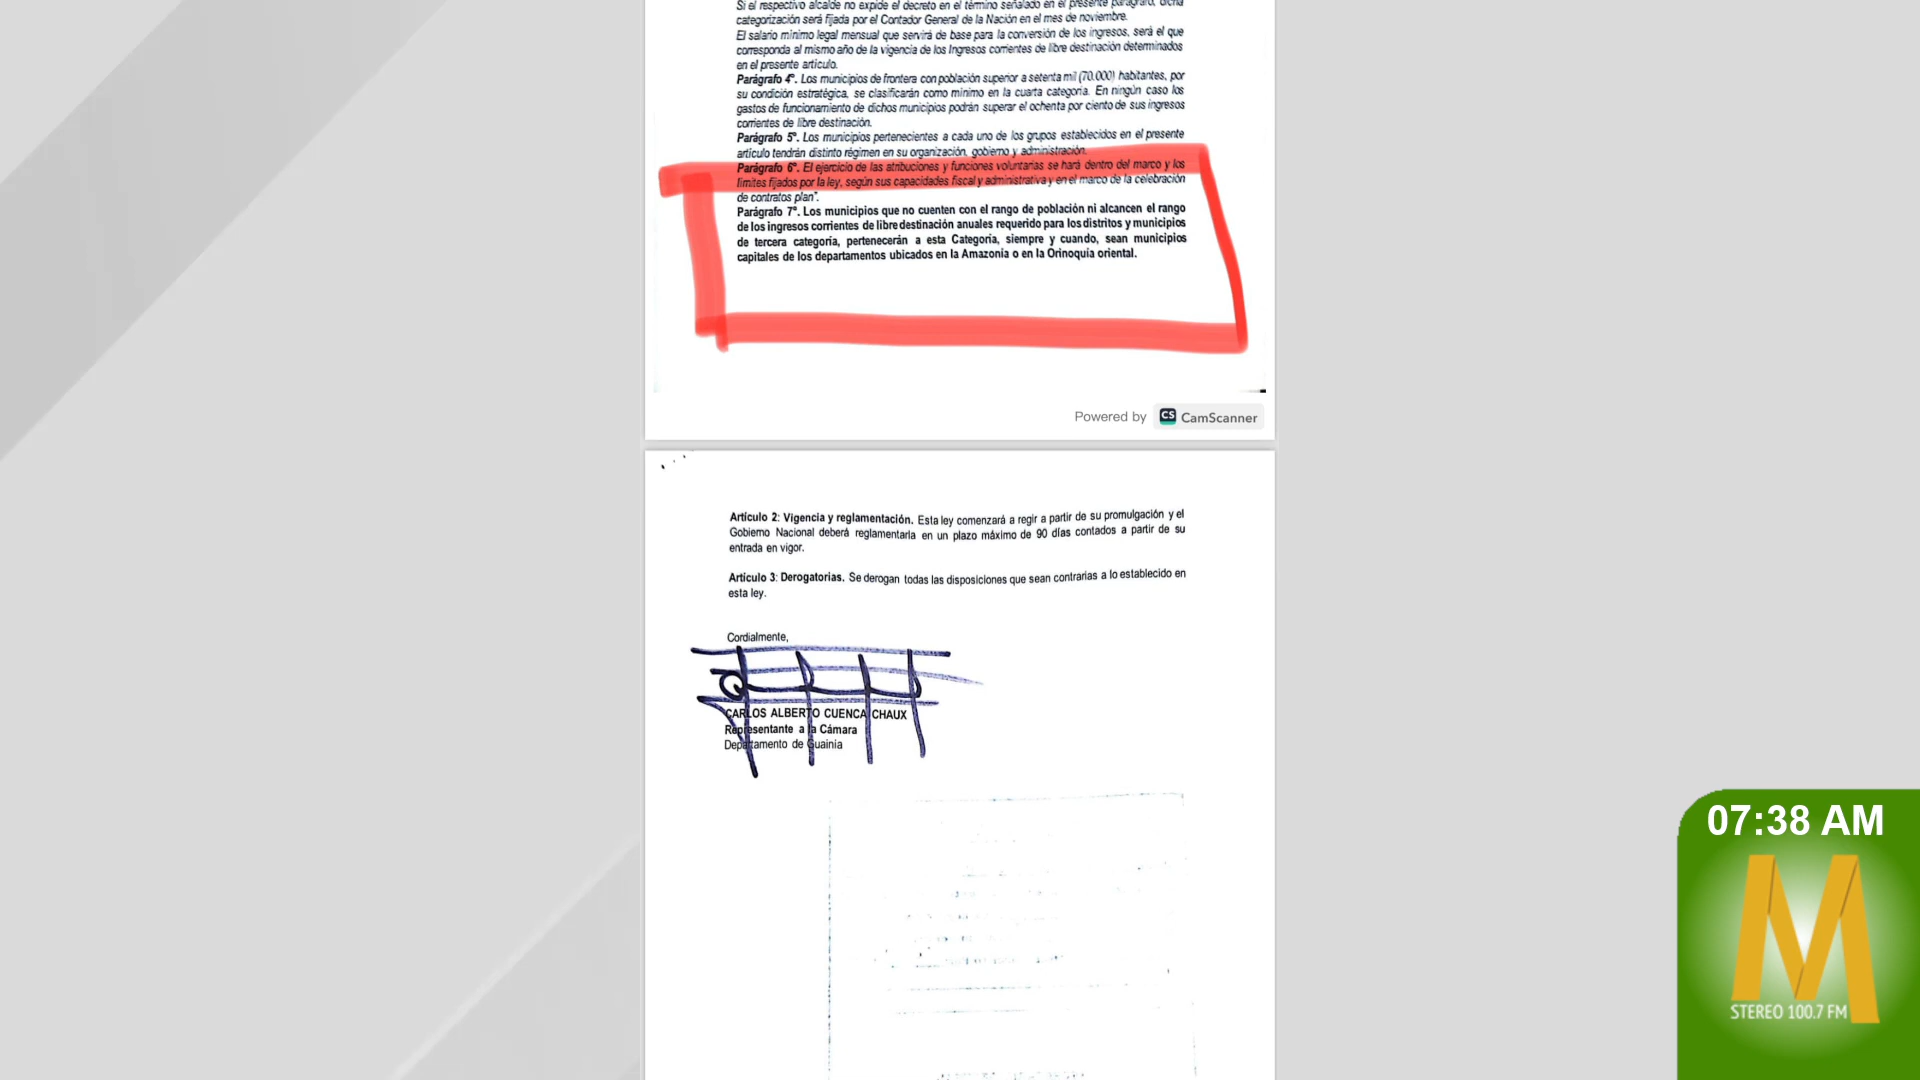 Si el respectivo alcalde no expide el decreto en el término señalado en el presente parágrafo, dicha
categorización será fijada por el Contador General de la Nación en el mes de noviembre.
El salario mínimo legal mensual que servirá de base para la conversión de los ingresos, será el que
corresponda al mismo año de la vigencia de los Ingresos corrientes de libre destinación determinados
en el presente artículo.
Parágrafo 4°. Los municipios de frontera con población superior a setenta mil (70.000) habitantes, por
su condición estratégica, se clasificarán como mínimo en la cuarta categoría. En ningún caso los
gastos de funcionamiento de dichos municipios podrán superar el ochenta por ciento de sus ingresos
corrientes de libre destinación.
Parágrafo 5°. Los municipios pertenecientes a cada uno de los grupos establecidos en el presente
artículo tendrán distinto régimen en su organización, gobierno y administración.
Parágrafo 6°. El ejercicio de las atribuciones y funciones voluntarias se hará dentro del marco y los
límites fijados por la ley, según sus capacidades fiscal y administrativa y en el marco de la celebración
de contratos plan".
Parágrafo 7°. Los municipios que no cuenten con el rango de población ni alcancen el rango
de los ingresos corrientes de libre destinación anuales requerido para los distritos y municipios
de tercera categoría, pertenecerán a esta Categoría, siempre y cuando, sean municipios
capitales de los departamentos ubicados en la Amazonía o en la Orinoquía oriental.
Powered by CS CamScanner
Artículo 2: Vigencia y reglamentación. Esta ley comenzará a regir a partir de su promulgación y el
Gobierno Nacional deberá reglamentarla en un plazo máximo de 90 días contados a partir de su
entrada en vigor.
Artículo 3: Derogatorias. Se derogan todas las disposiciones que sean contrarias a lo establecido en
esta ley.
Cordialmente,
CARLOS ALBERTO CUENCA CHAUX
Representante a la Cámara
Departamento de Guainía
07:38 AM
M
STEREO 100.7 FM